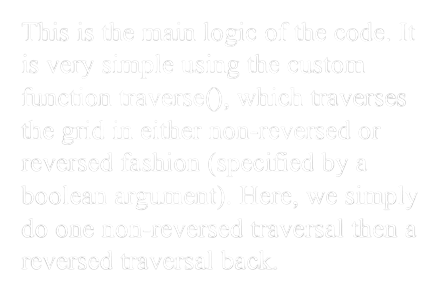 This is the main logic of the code. It
is very simple using the custom
function traverse(), which traverses
the grid in either non-reversed or
reversed fashion (specified by a
boolean argument). Here, we simply
do one non-reversed traversal then a
reversed traversal back.